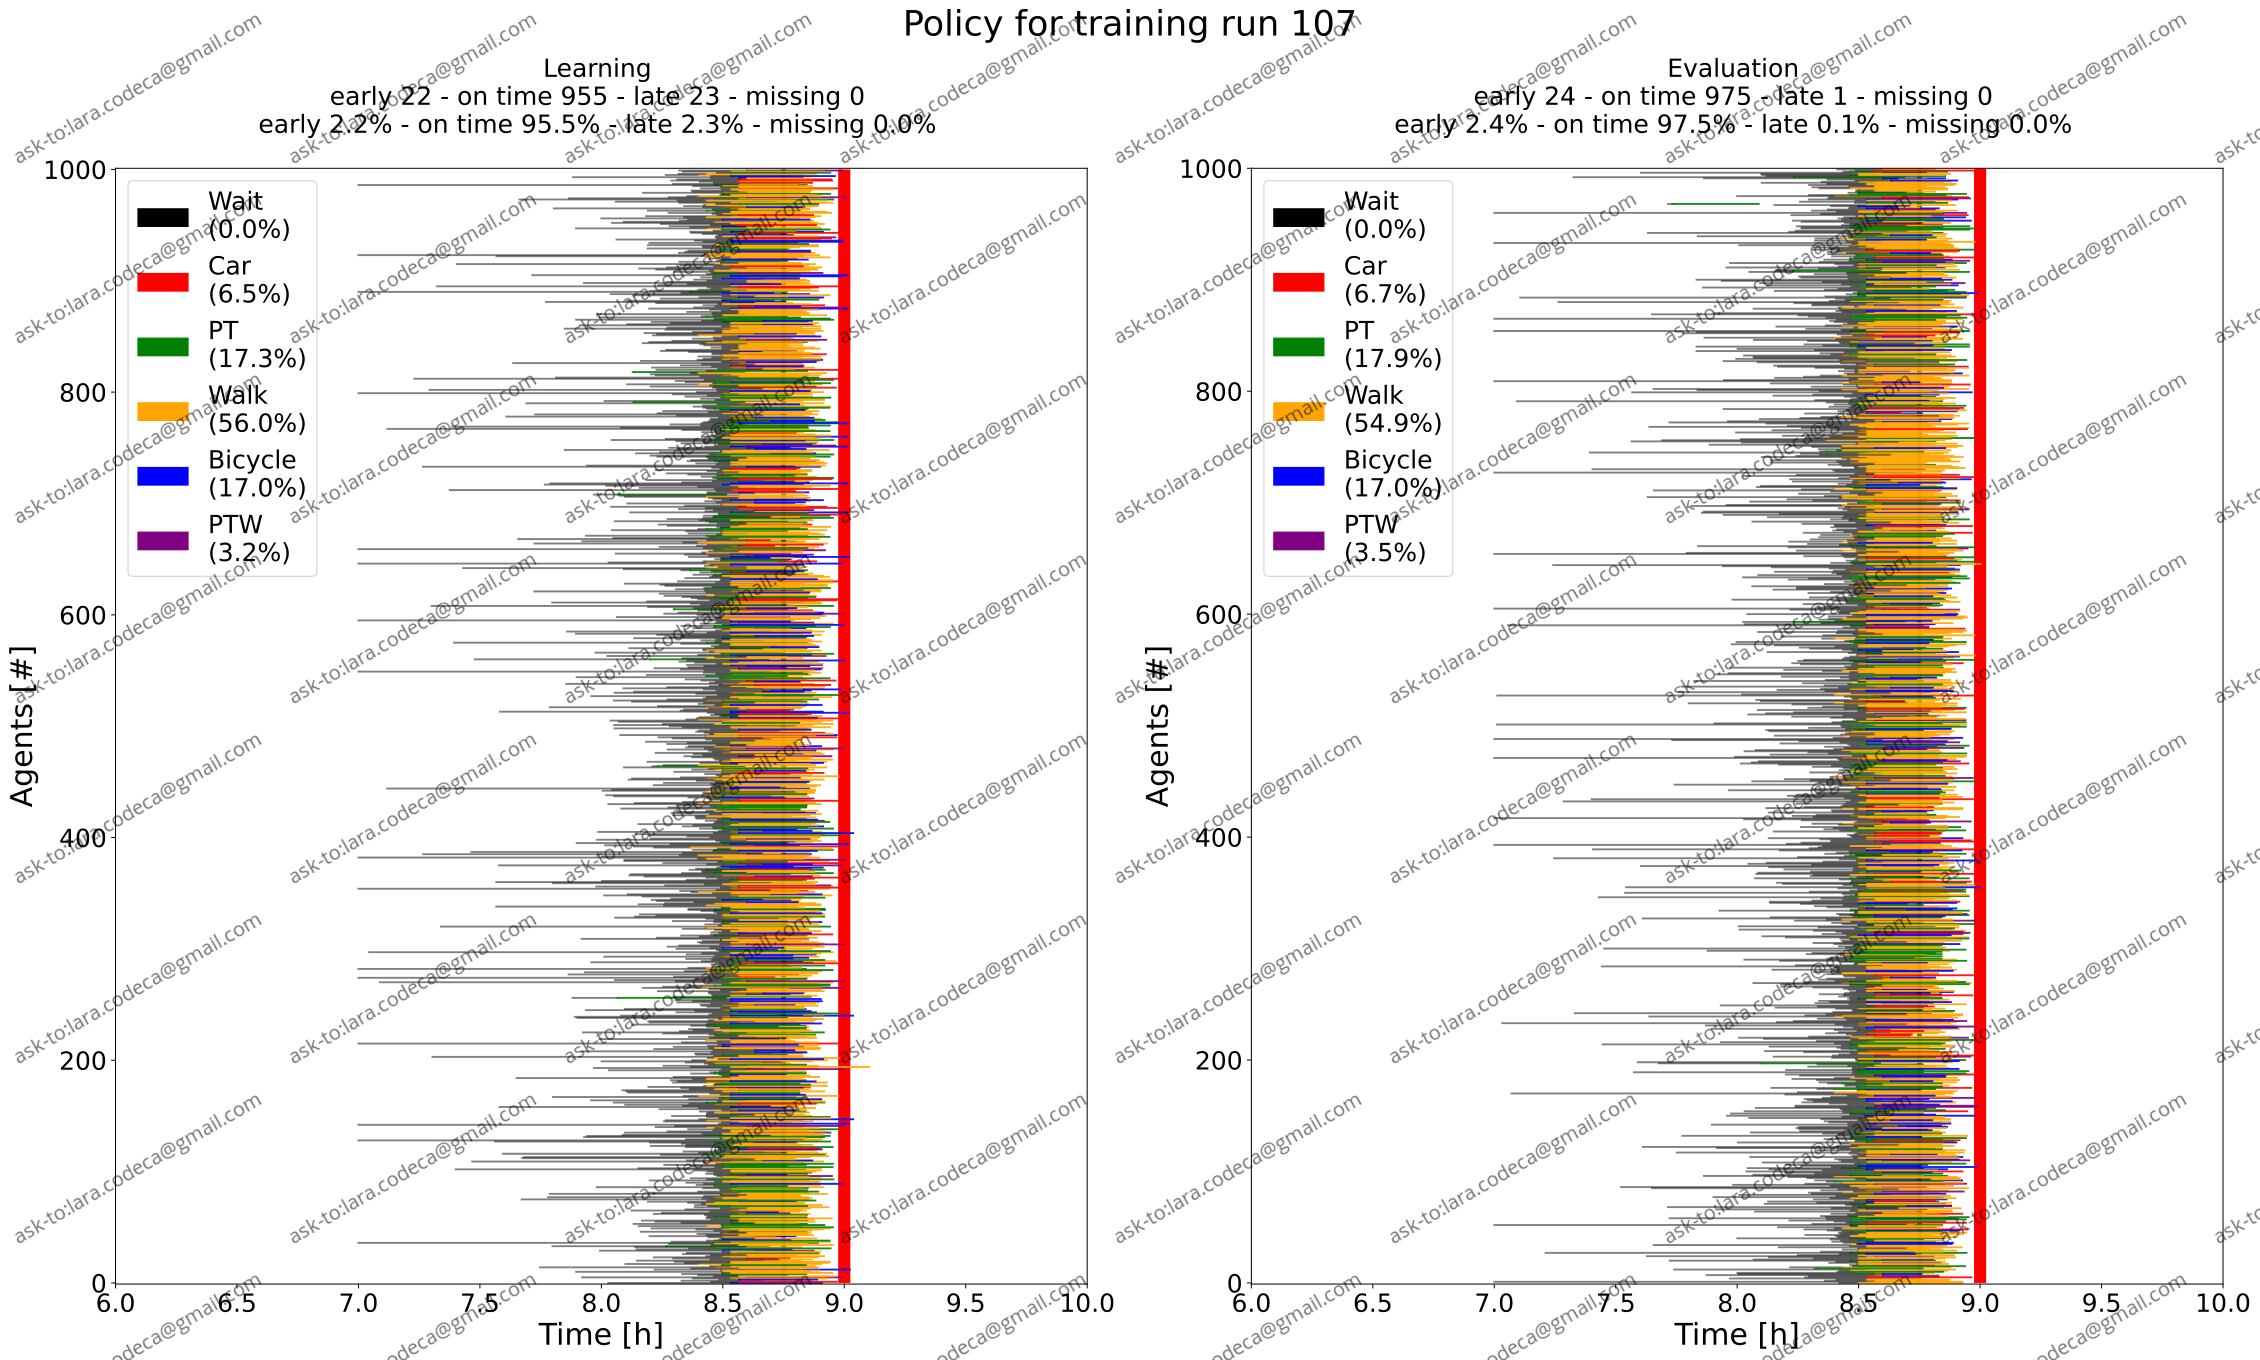 Policy for training run 107
Learning
early 22 - on time 955 - late 23 - missing 0
early 2.2% - on time 95.5% - late 2.3% - missing 0.0%
Evaluation
early 24 - on time 975 - late 1 - missing 0
early 2.4% - on time 97.5% - late 0.1% - missing 0.0%
1000
800
600
400
200
0
Agents [#]
Wait
(0.0%)
Car
(6.5%)
PT
(17.3%)
Walk
(56.0%)
Bicycle
(17.0%)
PTW
(3.2%)
6.0 6.5 7.0 7.5 8.0 8.5 9.0 9.5 10.0
Time [h]
1000
800
600
400
200
0
Agents [#]
Wait
(0.0%)
Car
(6.7%)
PT
(17.9%)
Walk
(54.9%)
Bicycle
(17.0%)
PTW
(3.5%)
6.0 6.5 7.0 7.5 8.0 8.5 9.0 9.5 10.0
Time [h]
ask-to:lara.codeca@gmail.com